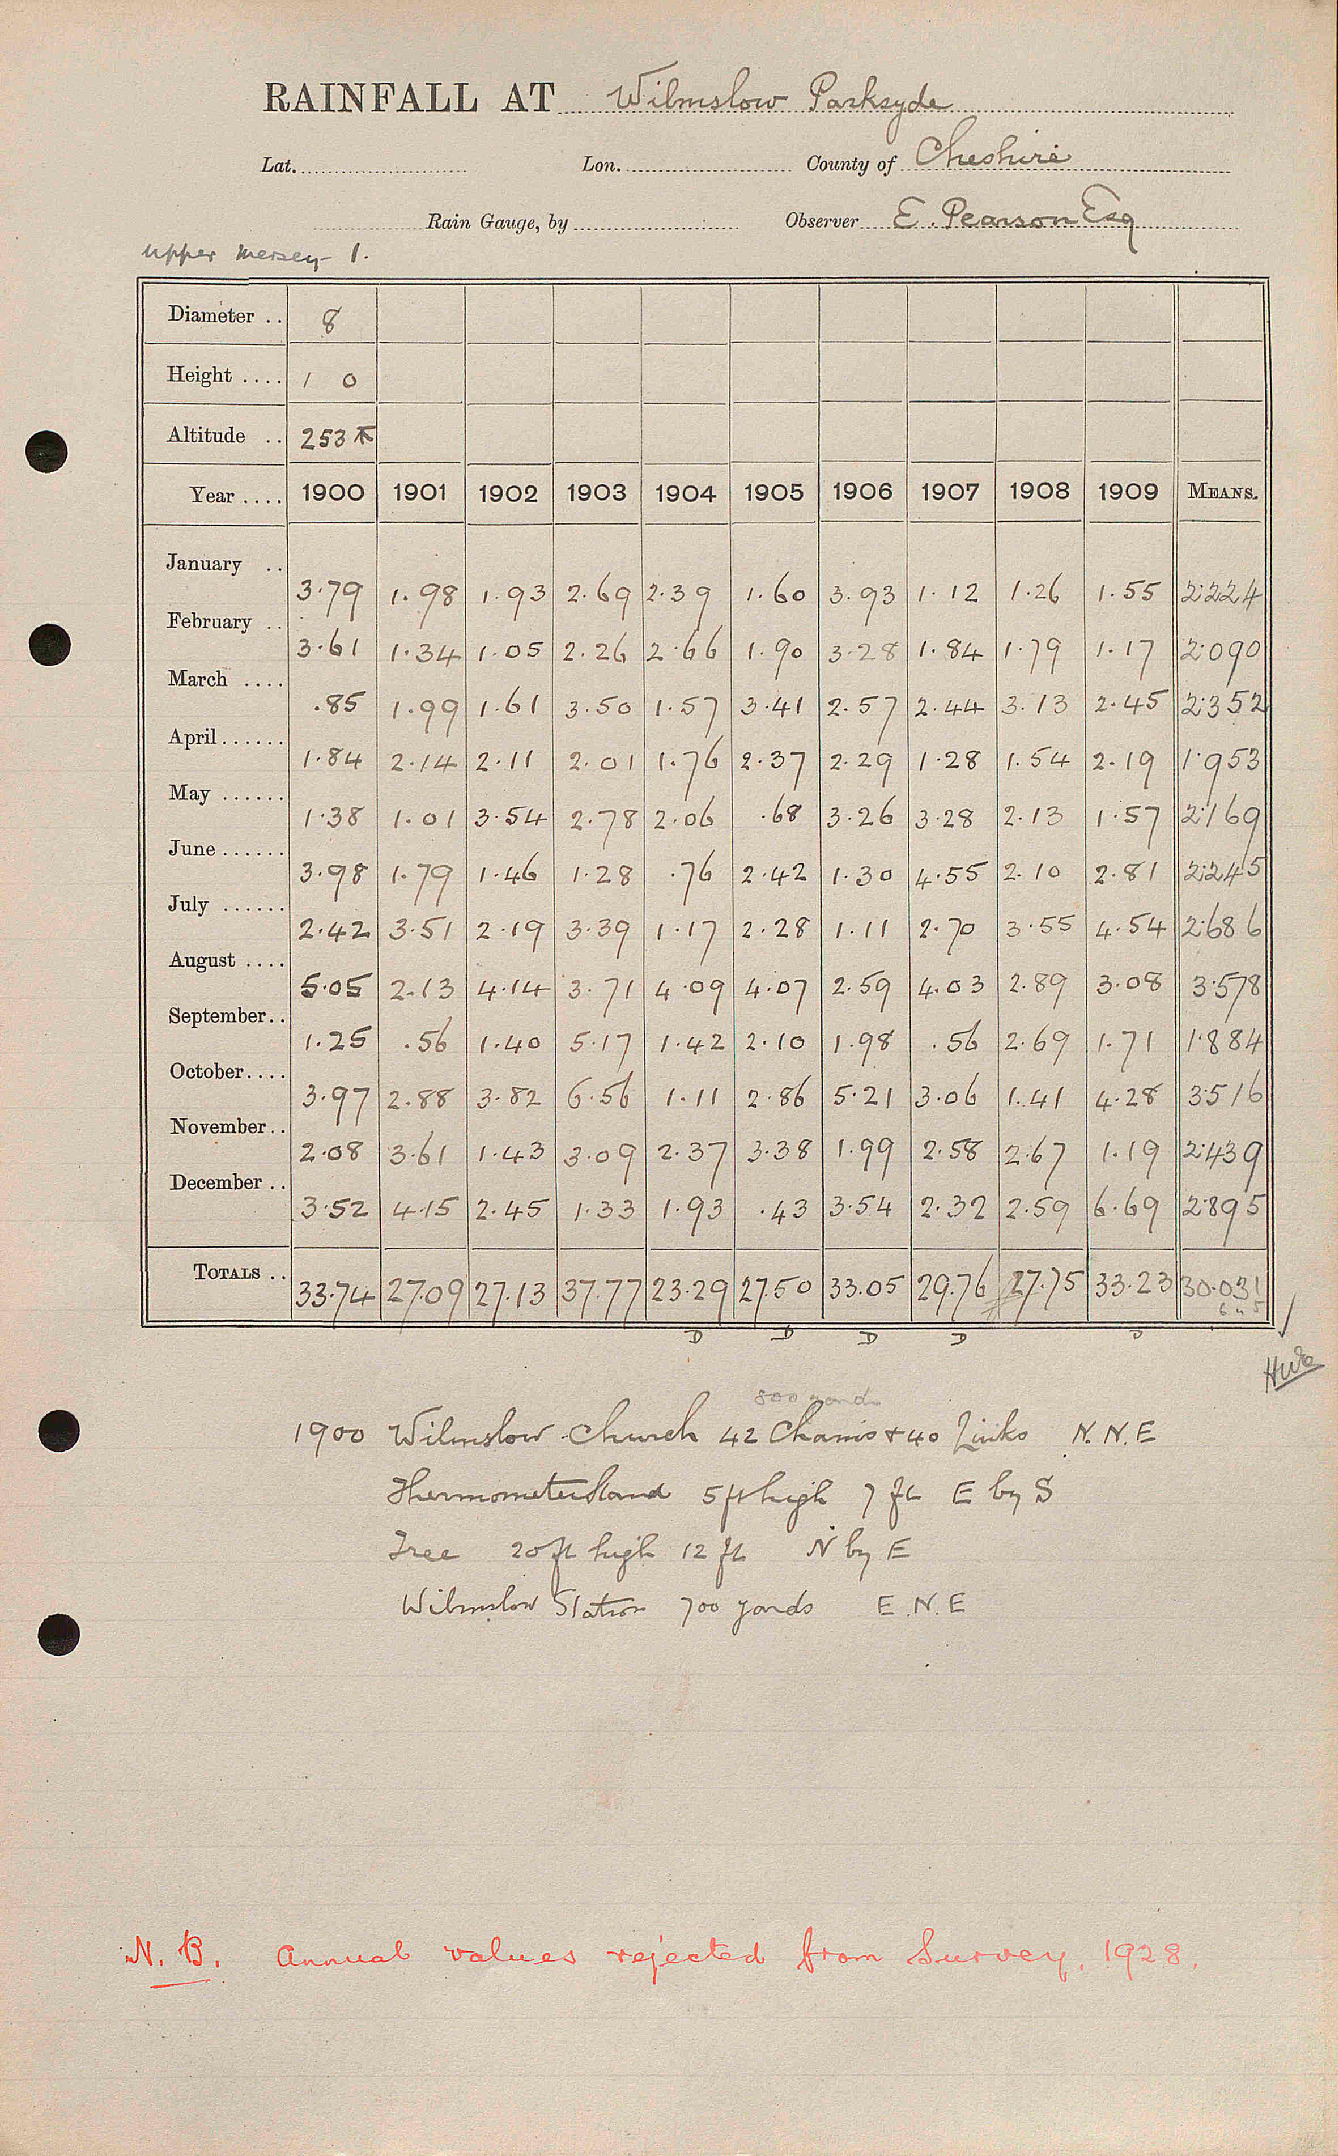 RAINFALL AT Wilmslow Parksyde
Lat. Lon. County of Cheshire
Rain Gauge, by Observer E. Pearson Esq
upper mersey 1.
Diameter .. 8
Height .... 1 0
Altitude .. 253
Year .... 1900 1901 1902 1903 1904 1905 1906 1907 1908 1909 MEANS.
January .. 3.79 1.98 1.93 2.69 2.39 1.60 3.93 1.12 1.26 1.55 2.224
February .. 3.61 1.34 1.05 2.26 2.66 1.90 3.28 1.84 1.79 1.17 2.090
March .... .85 1.99 1.61 3.50 1.57 3.41 2.57 2.44 3.13 2.45 2.352
April...... 1.84 2.14 2.11 2.01 1.76 2.37 2.29 1.28 1.54 2.19 1.953
May ...... 1.38 1.01 3.54 2.78 2.06 .68 3.26 3.28 2.13 1.57 2.169
June ...... 3.98 1.79 1.46 1.28 .76 2.42 1.30 4.55 2.10 2.81 2.245
July ...... 2.42 3.51 2.19 3.39 1.17 2.28 1.11 2.70 3.55 4.54 2.686
August .... 5.05 2.13 4.14 3.71 4.09 4.07 2.59 4.03 2.89 3.08 3.578
September.. 1.25 .56 1.40 5.17 1.42 2.10 1.98 .56 2.69 1.71 1.884
October.... 3.97 2.88 3.82 6.56 1.11 2.86 5.21 3.06 1.41 4.28 3.516
November.. 2.08 3.61 1.43 3.09 2.37 3.38 1.99 2.58 2.67 1.19 2.439
December .. 3.52 4.15 2.45 1.33 1.93 .43 3.54 2.32 2.59 6.69 2.895
TOTALS .. 33.74 27.09 27.13 37.77 23.29 27.50 33.05 29.76 27.75 33.23 30.031
D D D D D
800 yards
1900 Wilmslow Church 42 Chains + 40 Links N.N.E
Thermometer Stand 5 ft high 7 ft E by S
Tree 20 ft high 12 ft N by E
Wilmslow Station 700 yards E.N.E
N. B. Annual values rejected from Survey. 1928.